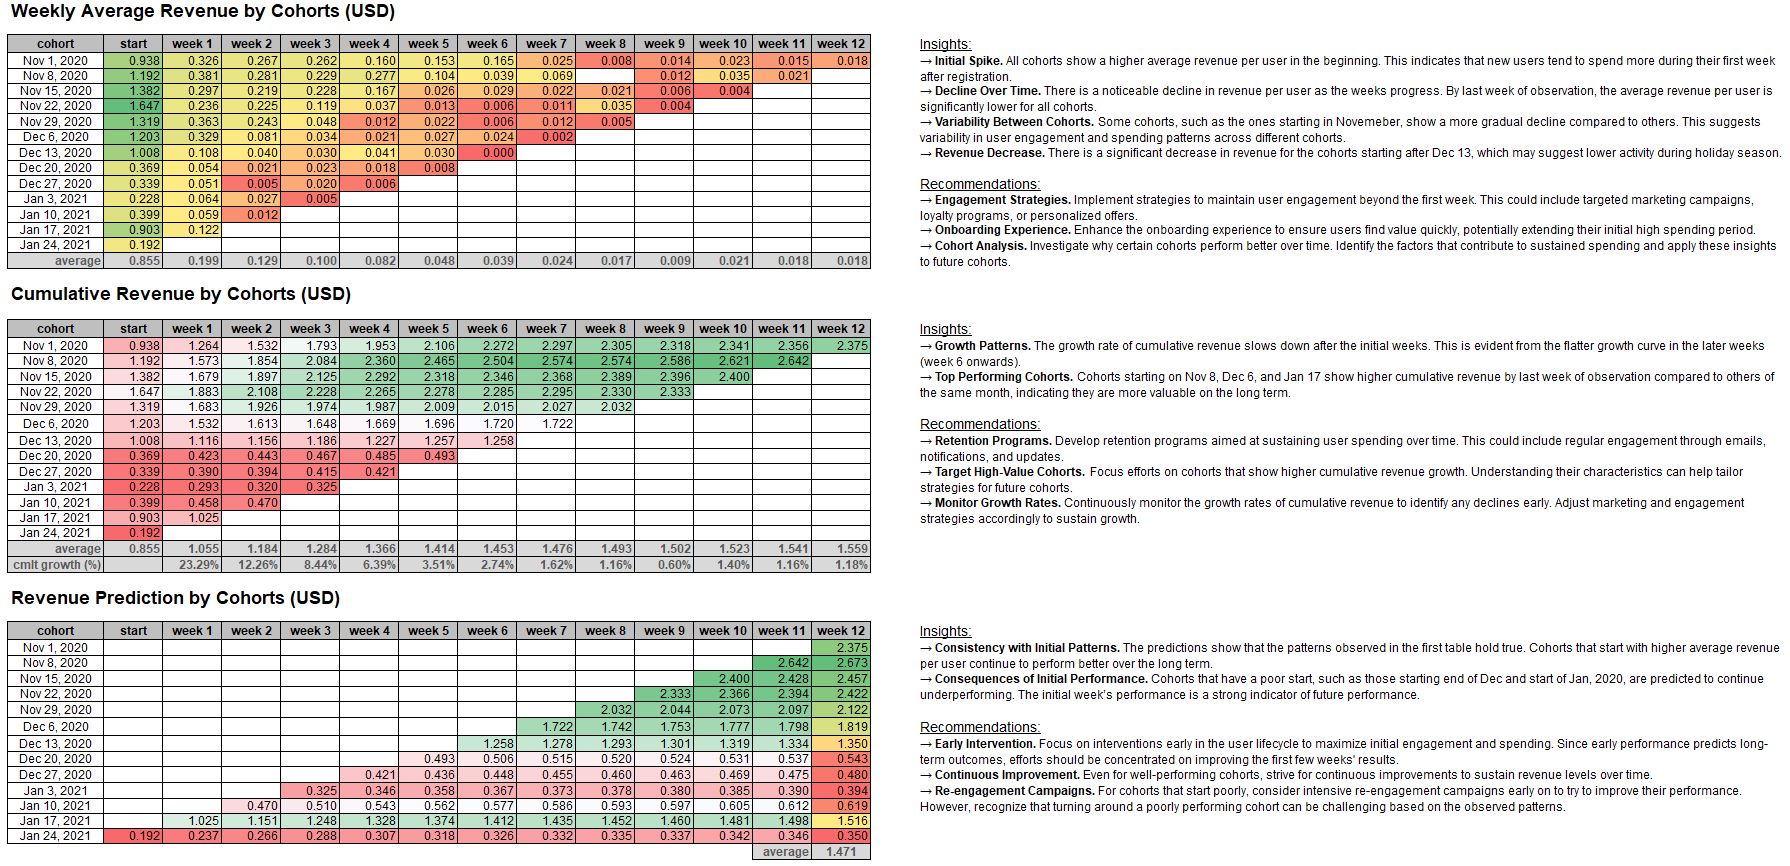 Weekly Average Revenue by Cohorts (USD)
cohort start week 1 week 2 week 3 week 4 week 5 week 6 week 7 week 8 week 9 week 10 week 11 week 12
Nov 1, 2020 0.938 0.326 0.267 0.262 0.160 0.153 0.165 0.025 0.008 0.014 0.023 0.015 0.018
Nov 8, 2020 1.192 0.381 0.281 0.229 0.277 0.104 0.039 0.069 0.012 0.035 0.021
Nov 15, 2020 1.382 0.297 0.219 0.228 0.167 0.026 0.029 0.022 0.021 0.006 0.004
Nov 22, 2020 1.647 0.236 0.225 0.119 0.037 0.013 0.006 0.011 0.035 0.004
Nov 29, 2020 1.319 0.363 0.243 0.048 0.012 0.022 0.006 0.012 0.005
Dec 6, 2020 1.203 0.329 0.081 0.034 0.021 0.027 0.024 0.002
Dec 13, 2020 1.008 0.108 0.040 0.030 0.041 0.030 0.000
Dec 20, 2020 0.369 0.054 0.021 0.023 0.018 0.008
Dec 27, 2020 0.339 0.051 0.005 0.020 0.006
Jan 3, 2021 0.228 0.064 0.027 0.005
Jan 10, 2021 0.399 0.059 0.012
Jan 17, 2021 0.903 0.122
Jan 24, 2021 0.192
average 0.855 0.199 0.129 0.100 0.082 0.048 0.039 0.024 0.017 0.009 0.021 0.018 0.018
Insights:
→ Initial Spike. All cohorts show a higher average revenue per user in the beginning. This indicates that new users tend to spend more during their first week
after registration.
→ Decline Over Time. There is a noticeable decline in revenue per user as the weeks progress. By last week of observation, the average revenue per user is
significantly lower for all cohorts.
→ Variability Between Cohorts. Some cohorts, such as the ones starting in Novemeber, show a more gradual decline compared to others. This suggests
variability in user engagement and spending patterns across different cohorts.
→ Revenue Decrease. There is a significant decrease in revenue for the cohorts starting after Dec 13, which may suggest lower activity during holiday season.
Recommendations:
→ Engagement Strategies. Implement strategies to maintain user engagement beyond the first week. This could include targeted marketing campaigns,
loyalty programs, or personalized offers.
→ Onboarding Experience. Enhance the onboarding experience to ensure users find value quickly, potentially extending their initial high spending period.
→ Cohort Analysis. Investigate why certain cohorts perform better over time. Identify the factors that contribute to sustained spending and apply these insights
to future cohorts.
Cumulative Revenue by Cohorts (USD)
cohort start week 1 week 2 week 3 week 4 week 5 week 6 week 7 week 8 week 9 week 10 week 11 week 12
Nov 1, 2020 0.938 1.264 1.532 1.793 1.953 2.106 2.272 2.297 2.305 2.318 2.341 2.356 2.375
Nov 8, 2020 1.192 1.573 1.854 2.084 2.360 2.465 2.504 2.574 2.574 2.586 2.621 2.642
Nov 15, 2020 1.382 1.679 1.897 2.125 2.292 2.318 2.346 2.368 2.389 2.396 2.400
Nov 22, 2020 1.647 1.883 2.108 2.228 2.265 2.278 2.285 2.295 2.330 2.333
Nov 29, 2020 1.319 1.683 1.926 1.974 1.987 2.009 2.015 2.027 2.032
Dec 6, 2020 1.203 1.532 1.613 1.648 1.669 1.696 1.720 1.722
Dec 13, 2020 1.008 1.116 1.156 1.186 1.227 1.257 1.258
Dec 20, 2020 0.369 0.423 0.443 0.467 0.485 0.493
Dec 27, 2020 0.339 0.390 0.394 0.415 0.421
Jan 3, 2021 0.228 0.293 0.320 0.325
Jan 10, 2021 0.399 0.458 0.470
Jan 17, 2021 0.903 1.025
Jan 24, 2021 0.192
average 0.855 1.055 1.184 1.284 1.366 1.414 1.453 1.476 1.493 1.502 1.523 1.541 1.559
cmlt growth (%) 23.29% 12.26% 8.44% 6.39% 3.51% 2.74% 1.62% 1.16% 0.60% 1.40% 1.16% 1.18%
Insights:
→ Growth Patterns. The growth rate of cumulative revenue slows down after the initial weeks. This is evident from the flatter growth curve in the later weeks
(week 6 onwards).
→ Top Performing Cohorts. Cohorts starting on Nov 8, Dec 6, and Jan 17 show higher cumulative revenue by last week of observation compared to others of
the same month, indicating they are more valuable on the long term.
Recommendations:
→ Retention Programs. Develop retention programs aimed at sustaining user spending over time. This could include regular engagement through emails,
notifications, and updates.
→ Target High-Value Cohorts. Focus efforts on cohorts that show higher cumulative revenue growth. Understanding their characteristics can help tailor
strategies for future cohorts.
→ Monitor Growth Rates. Continuously monitor the growth rates of cumulative revenue to identify any declines early. Adjust marketing and engagement
strategies accordingly to sustain growth.
Revenue Prediction by Cohorts (USD)
cohort start week 1 week 2 week 3 week 4 week 5 week 6 week 7 week 8 week 9 week 10 week 11 week 12
Nov 1, 2020 2.375
Nov 8, 2020 2.642 2.673
Nov 15, 2020 2.400 2.428 2.457
Nov 22, 2020 2.333 2.366 2.394 2.422
Nov 29, 2020 2.032 2.044 2.073 2.097 2.122
Dec 6, 2020 1.722 1.742 1.753 1.777 1.798 1.819
Dec 13, 2020 1.258 1.278 1.293 1.301 1.319 1.334 1.350
Dec 20, 2020 0.493 0.506 0.515 0.520 0.524 0.531 0.537 0.543
Dec 27, 2020 0.421 0.436 0.448 0.455 0.460 0.463 0.469 0.475 0.480
Jan 3, 2021 0.325 0.346 0.358 0.367 0.373 0.378 0.380 0.385 0.390 0.394
Jan 10, 2021 0.470 0.510 0.543 0.562 0.577 0.586 0.593 0.597 0.605 0.612 0.619
Jan 17, 2021 1.025 1.151 1.248 1.328 1.374 1.412 1.435 1.452 1.460 1.481 1.498 1.516
Jan 24, 2021 0.192 0.237 0.266 0.288 0.307 0.318 0.326 0.332 0.335 0.337 0.342 0.346 0.350
average 1.471
Insights:
→ Consistency with Initial Patterns. The predictions show that the patterns observed in the first table hold true. Cohorts that start with higher average revenue
per user continue to perform better over the long term.
→ Consequences of Initial Performance. Cohorts that have a poor start, such as those starting end of Dec and start of Jan, 2020, are predicted to continue
underperforming. The initial week's performance is a strong indicator of future performance.
Recommendations:
→ Early Intervention. Focus on interventions early in the user lifecycle to maximize initial engagement and spending. Since early performance predicts long-
term outcomes, efforts should be concentrated on improving the first few weeks' results.
→ Continuous Improvement. Even for well-performing cohorts, strive for continuous improvements to sustain revenue levels over time.
→ Re-engagement Campaigns. For cohorts that start poorly, consider intensive re-engagement campaigns early on to try to improve their performance.
However, recognize that turning around a poorly performing cohort can be challenging based on the observed patterns.